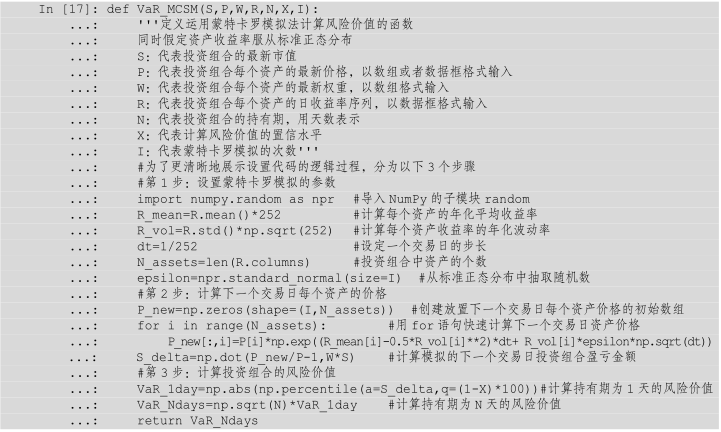 In [17]: def VaR_MCSM(S,P,W,R,N,X,I):
...: '''定义运用蒙特卡罗模拟法计算风险价值的函数
...: 同时假定资产收益率服从标准正态分布
...: S: 代表投资组合的最新市值
...: P: 代表投资组合每个资产的最新价格，以数组或者数据框格式输入
...: W: 代表投资组合每个资产的最新权重，以数组格式输入
...: R: 代表投资组合每个资产的日收益率序列，以数据框格式输入
...: N: 代表投资组合的持有期，用天数表示
...: X: 代表计算风险价值的置信水平
...: I: 代表蒙特卡罗模拟的次数'''
...: #为了更清晰地展示设置代码的逻辑过程，分为以下3个步骤
...: #第1步：设置蒙特卡罗模拟的参数
...: import numpy.random as npr #导入NumPy的子模块random
...: R_mean=R.mean()*252 #计算每个资产的年化平均收益率
...: R_vol=R.std()*np.sqrt(252) #计算每个资产收益率的年化波动率
...: dt=1/252 #设定一个交易日的步长
...: N_assets=len(R.columns) #投资组合中资产的个数
...: epsilon=npr.standard_normal(size=I) #从标准正态分布中抽取随机数
...: #第2步：计算下一个交易日每个资产的价格
...: P_new=np.zeros(shape=(I,N_assets)) #创建放置下一个交易日每个资产价格的初始数组
...: for i in range(N_assets): #用for语句快速计算下一个交易日资产价格
...: P_new[:,i]=P[i]*np.exp((R_mean[i]-0.5*R_vol[i]**2)*dt+ R_vol[i]*epsilon*np.sqrt(dt))
...: S_delta=np.dot(P_new/P-1,W*S) #计算模拟的下一个交易日投资组合盈亏金额
...: #第3步：计算投资组合的风险价值
...: VaR_1day=np.abs(np.percentile(a=S_delta,q=(1-X)*100))#计算持有期为1天的风险价值
...: VaR_Ndays=np.sqrt(N)*VaR_1day #计算持有期为N天的风险价值
...: return VaR_Ndays